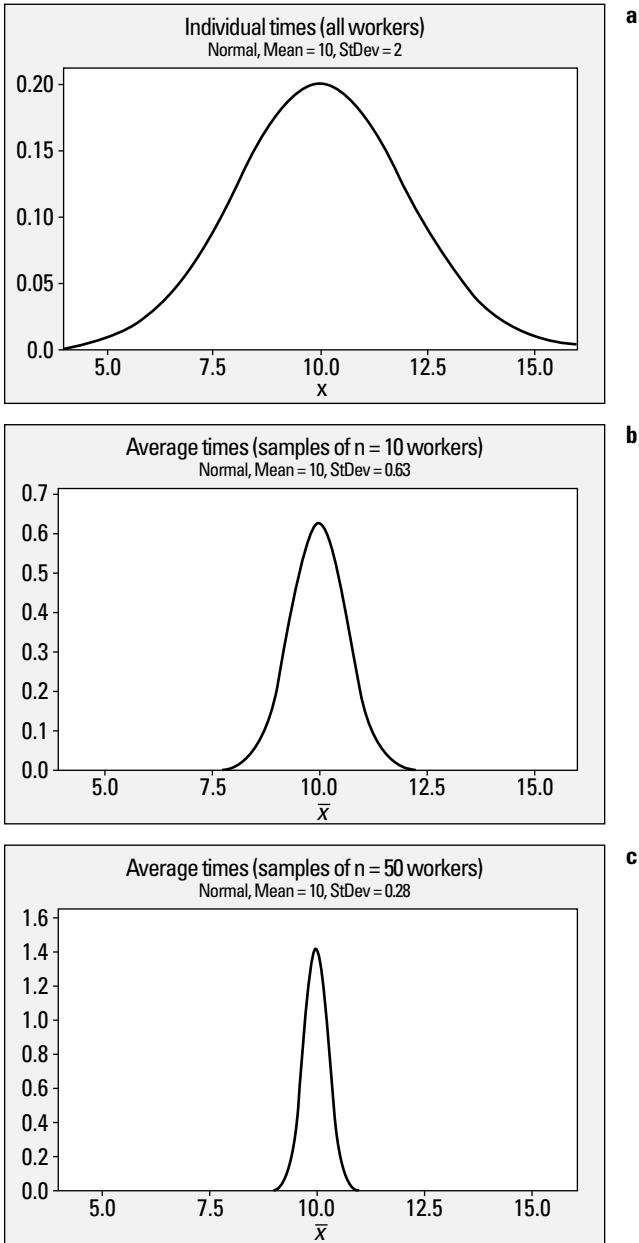 a
Individual times (all workers)
Normal, Mean = 10, StDev = 2
0.20
0.15
0.10
0.05
0.0
5.0 7.5 10.0 12.5 15.0
x
b
Average times (samples of n = 10 workers)
Normal, Mean = 10, StDev = 0.63
0.7
0.6
0.5
0.4
0.3
0.2
0.1
0.0
5.0 7.5 10.0 12.5 15.0
x̅
c
Average times (samples of n = 50 workers)
Normal, Mean = 10, StDev = 0.28
1.6
1.4
1.2
1.0
0.8
0.6
0.4
0.2
0.0
5.0 7.5 10.0 12.5 15.0
x̅